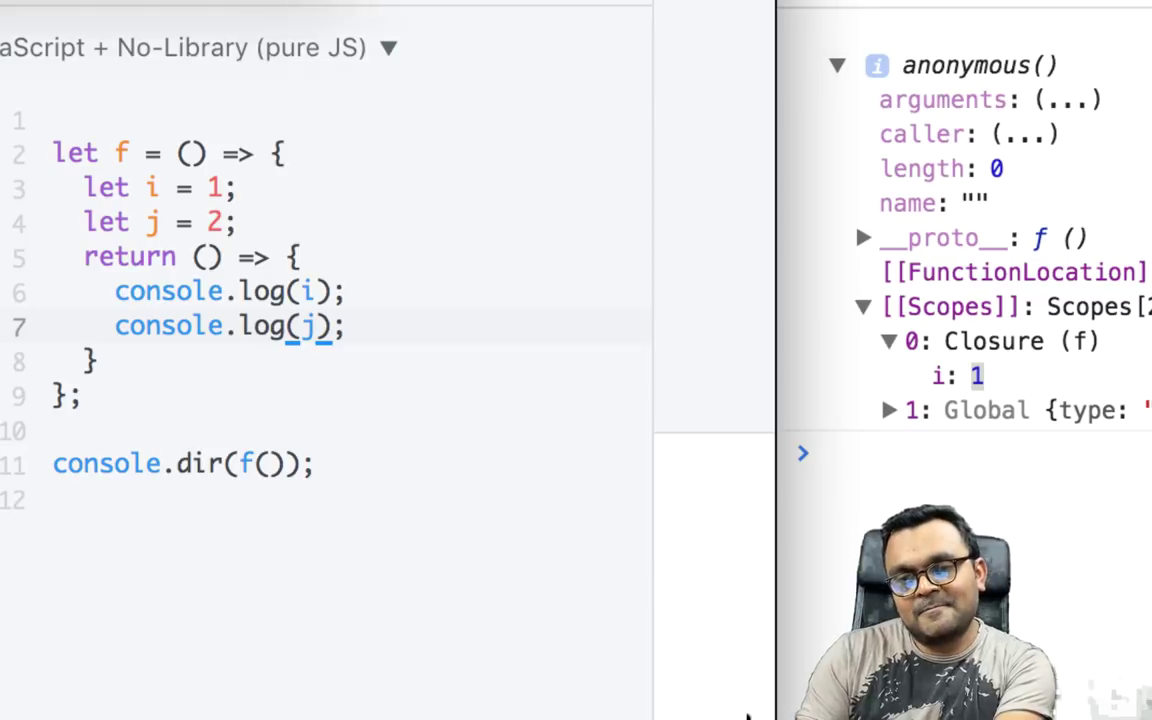 aScript + No-Library (pure JS) ▼
1
2 let f = () => {
3 let i = 1;
4 let j = 2;
5 return () => {
6 console.log(i);
7 console.log(j);
8 }
9 };
10
11 console.dir(f());
12
▼ i anonymous()
arguments: (...)
caller: (...)
length: 0
name: ""
▶ __proto__: ƒ ()
[[FunctionLocation]
▼ [[Scopes]]: Scopes[2
▼ 0: Closure (f)
i: 1
▶ 1: Global {type: "
>